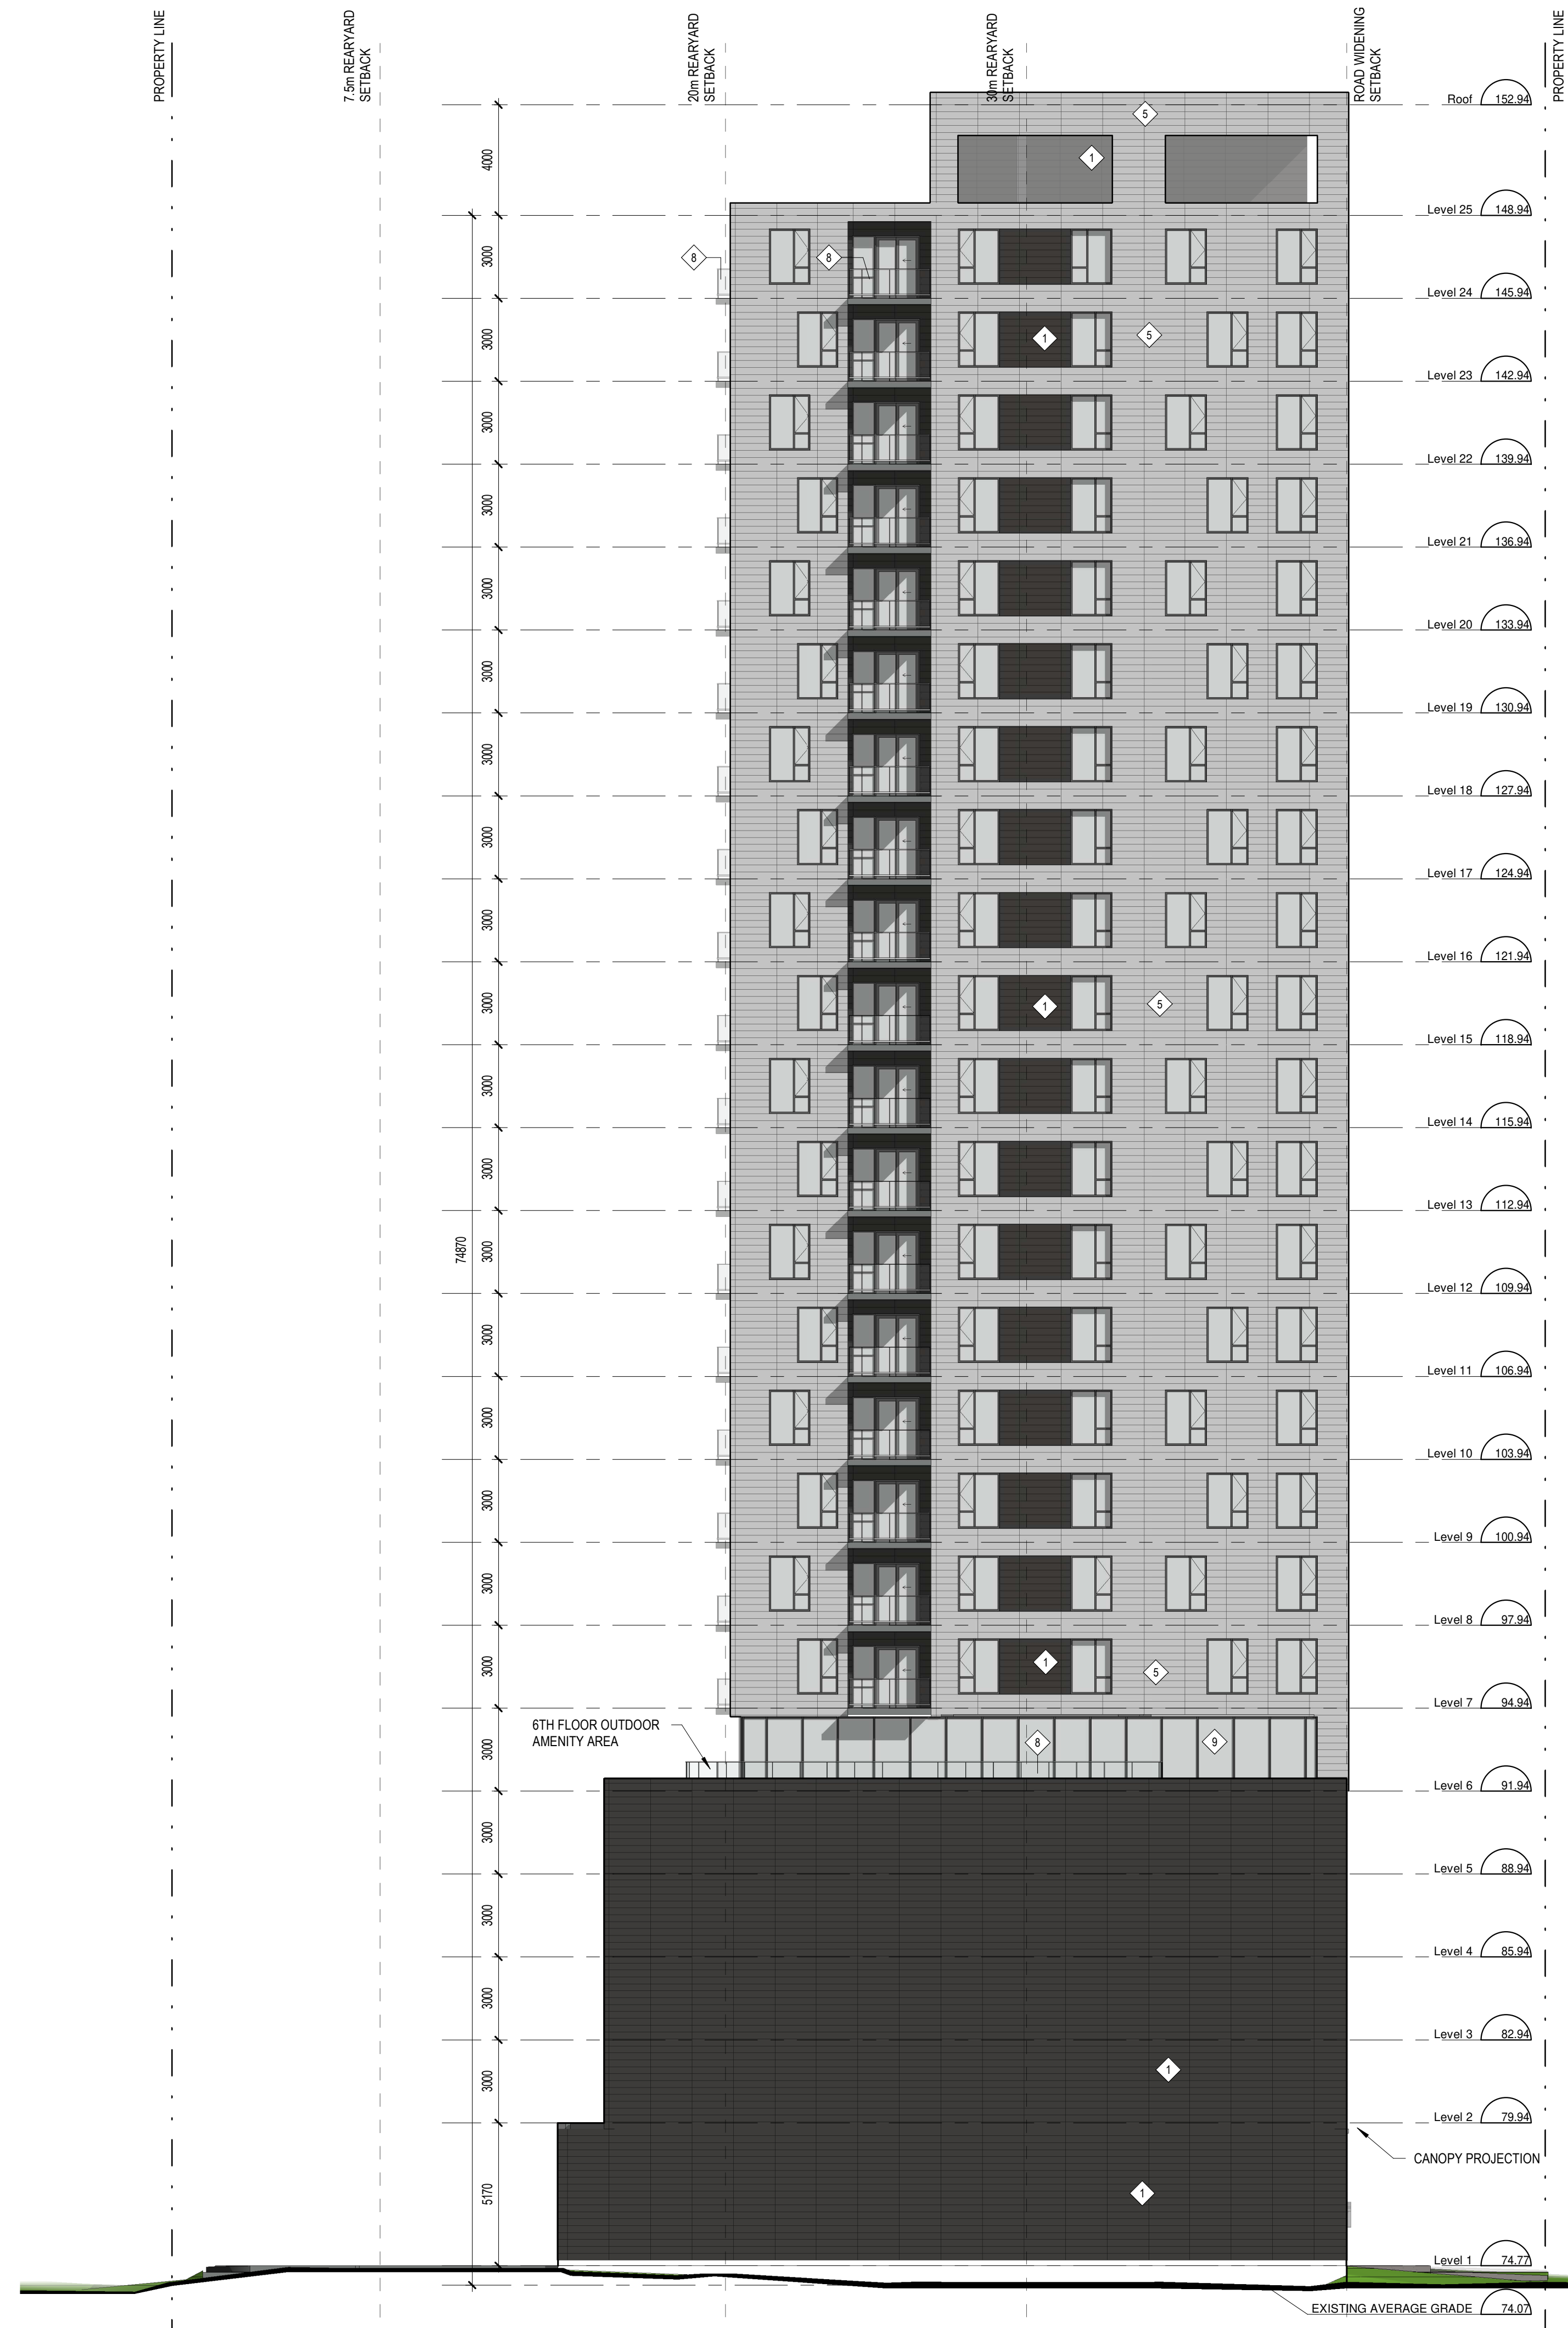 PROPERTY LINE
7.5m REARYARD
SETBACK
20m REARYARD
SETBACK
30m REARYARD
SETBACK
ROAD WIDENING
SETBACK
PROPERTY LINE
Roof 152.94
5
4000
1
Level 25 148.94
3000
8
8
Level 24 145.94
3000
1
5
Level 23 142.94
3000
Level 22 139.94
3000
Level 21 136.94
3000
Level 20 133.94
3000
Level 19 130.94
3000
Level 18 127.94
3000
Level 17 124.94
3000
Level 16 121.94
3000
1
5
Level 15 118.94
3000
Level 14 115.94
3000
Level 13 112.94
74870
3000
Level 12 109.94
3000
Level 11 106.94
3000
Level 10 103.94
3000
Level 9 100.94
3000
Level 8 97.94
3000
1
5
Level 7 94.94
6TH FLOOR OUTDOOR
AMENITY AREA
3000
8
9
Level 6 91.94
3000
Level 5 88.94
3000
Level 4 85.94
3000
Level 3 82.94
3000
1
Level 2 79.94
CANOPY PROJECTION
5170
1
Level 1 74.77
EXISTING AVERAGE GRADE 74.07